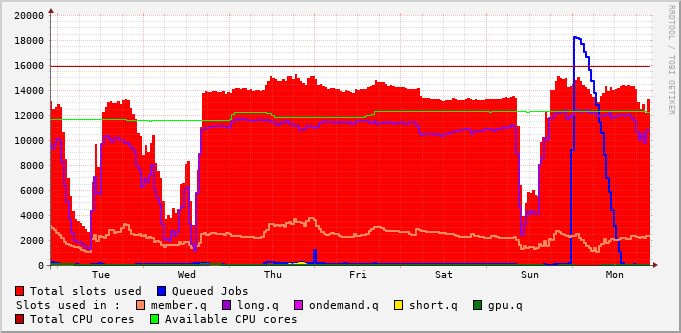 20000
18000
16000
14000
12000
10000
8000
6000
4000
2000
0
Tue Wed Thu Fri Sat Sun Mon
RRDTOOL / TOBI OETIKER
Total slots used Queued Jobs
Slots used in : member.q long.q ondemand.q short.q gpu.q
Total CPU cores Available CPU cores